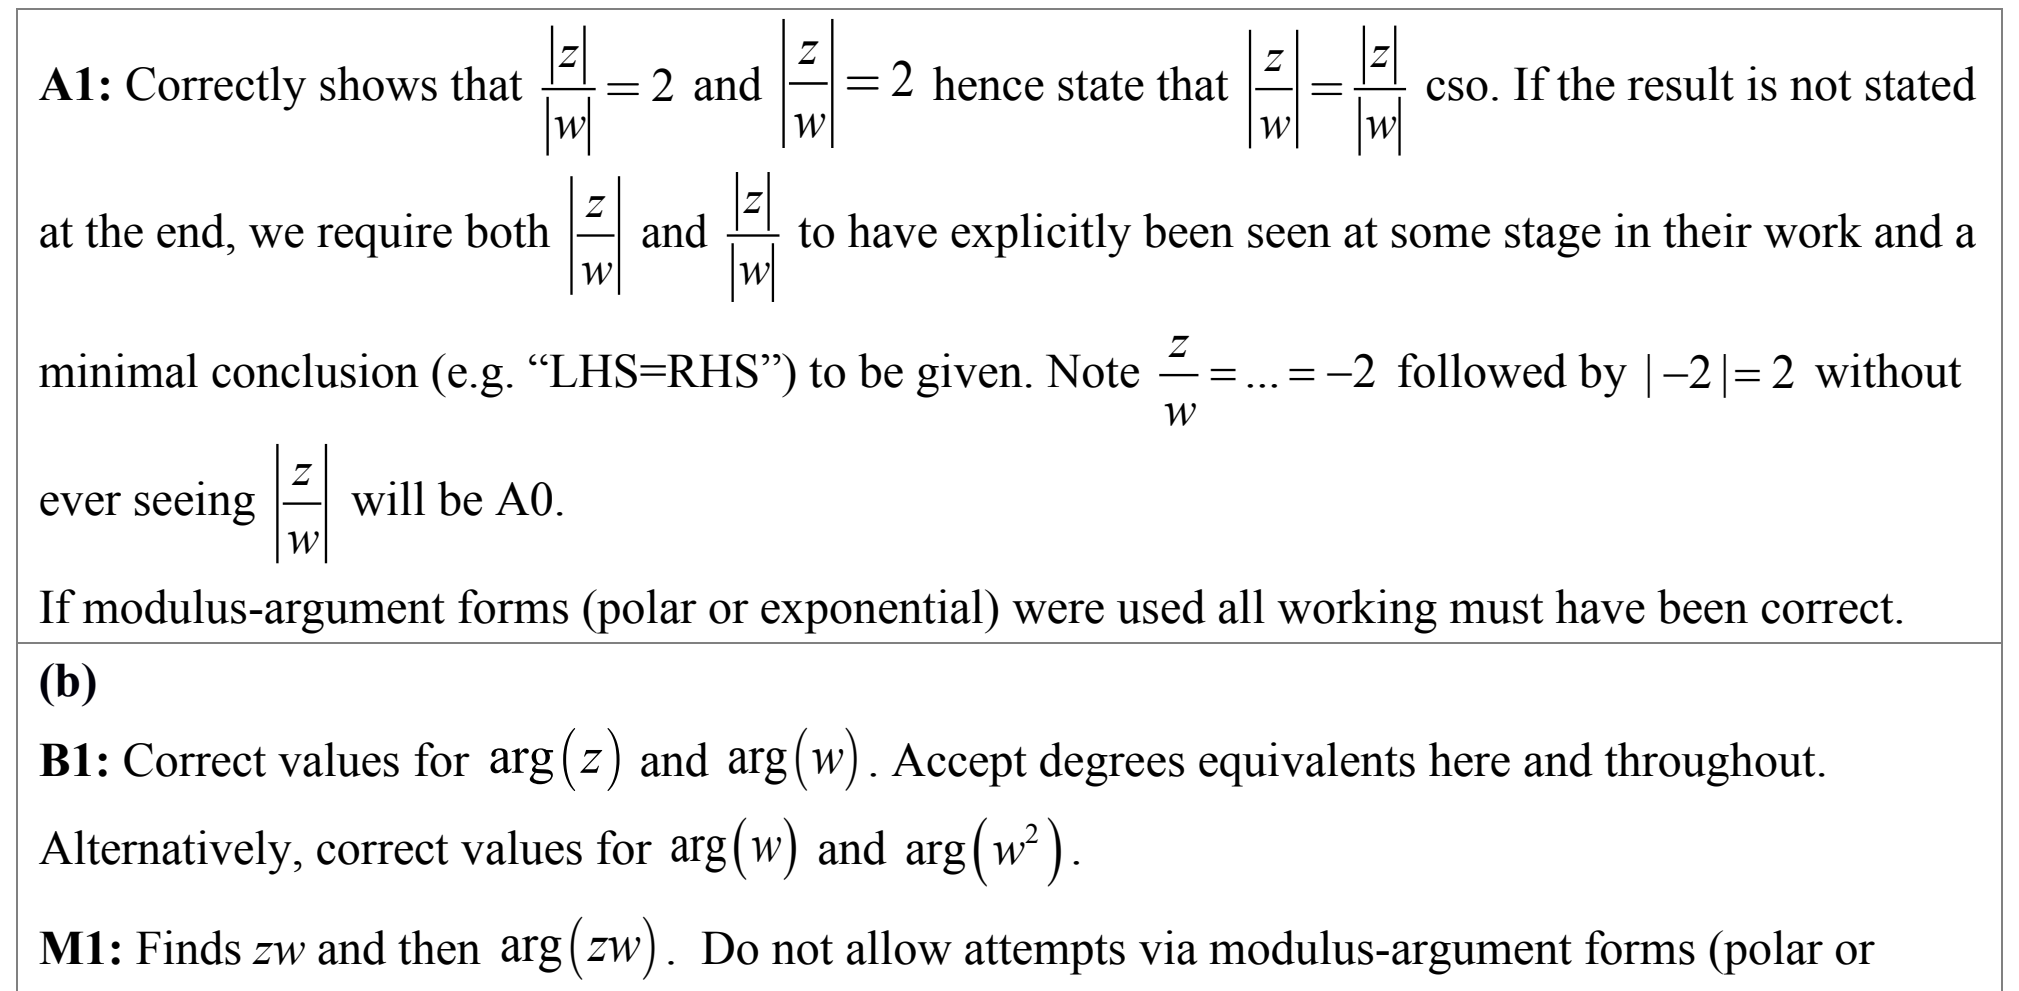 A1: Correctly shows that |z|/|w| = 2 and |z/w| = 2 hence state that |z/w| = |z|/|w| cso. If the result is not stated
at the end, we require both |z/w| and |z|/|w| to have explicitly been seen at some stage in their work and a
minimal conclusion (e.g. “LHS=RHS”) to be given. Note z/w = ... = −2 followed by |−2| = 2 without
ever seeing |z/w| will be A0.
If modulus-argument forms (polar or exponential) were used all working must have been correct.
(b)
B1: Correct values for arg(z) and arg(w). Accept degrees equivalents here and throughout.
Alternatively, correct values for arg(w) and arg(w²).
M1: Finds zw and then arg(zw). Do not allow attempts via modulus-argument forms (polar or